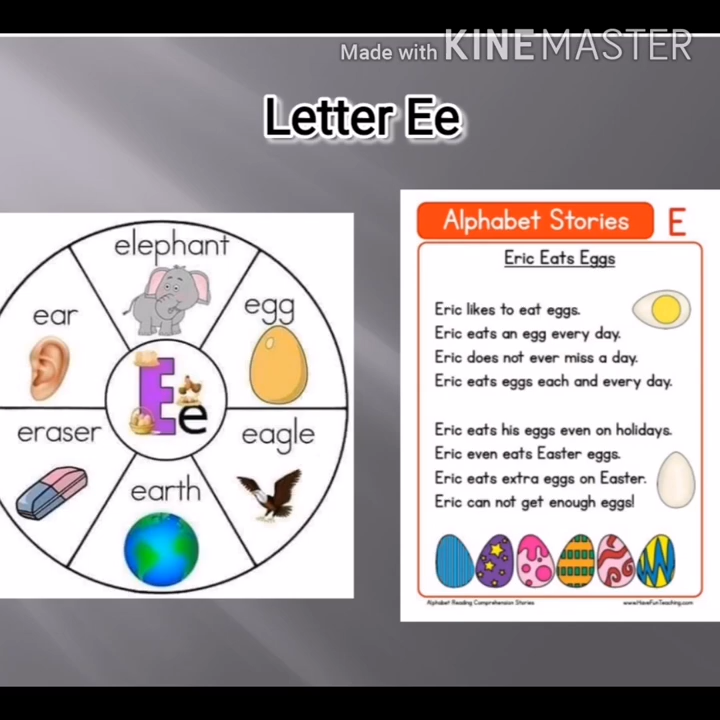 Made with KINEMASTER
Letter Ee
elephant
egg
eagle
earth
eraser
ear
Ee
Alphabet Stories E
Eric Eats Eggs
Eric likes to eat eggs.
Eric eats an egg every day.
Eric does not ever miss a day.
Eric eats eggs each and every day.
Eric eats his eggs even on holidays.
Eric even eats Easter eggs.
Eric eats extra eggs on Easter.
Eric can not get enough eggs!
Alphabet Reading Comprehension Stories
www.HaveFunTeaching.com